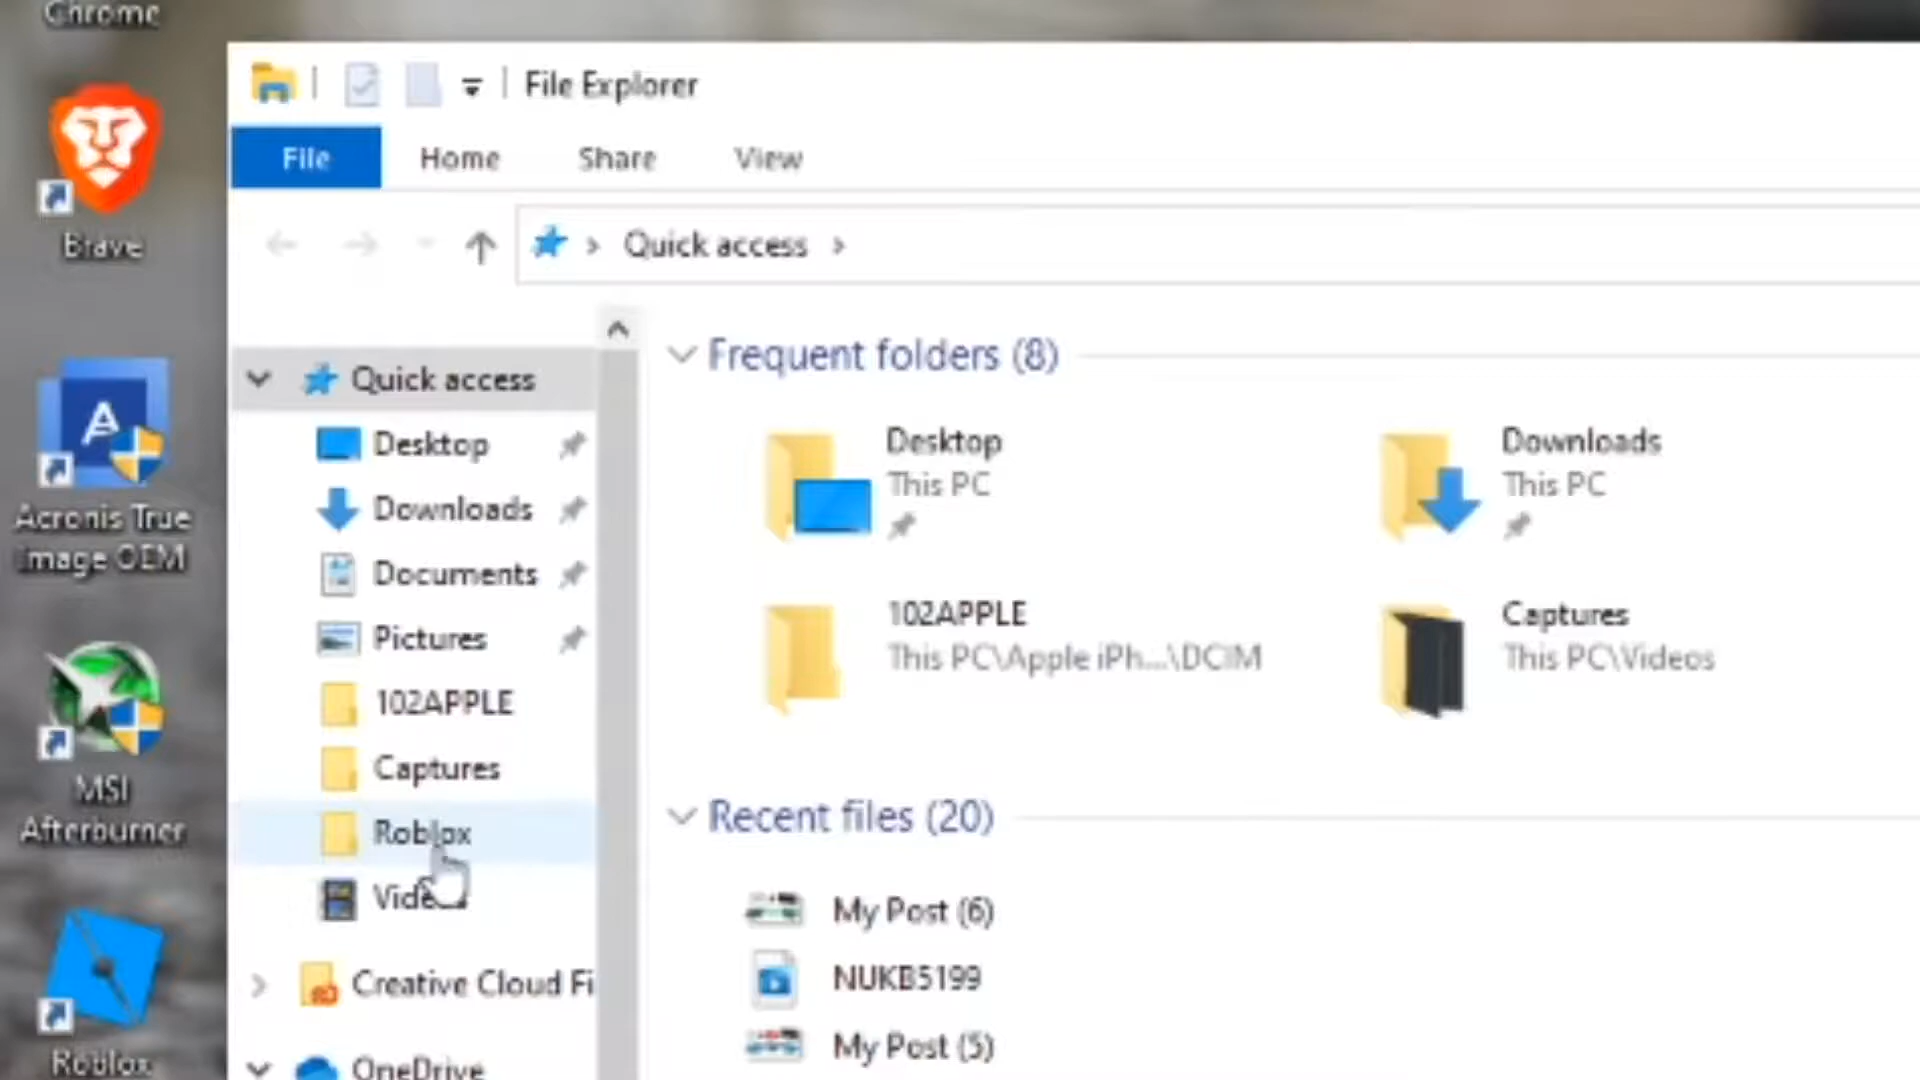 Chrome
Brave
Acronis True
Image OEM
MSI
Afterburner
Roblox
File Explorer
File
Home
Share
View
Quick access
Quick access
Desktop
Downloads
Documents
Pictures
102APPLE
Captures
Roblox
Creative Cloud Fi
OneDrive
Frequent folders (8)
Desktop
This PC
Downloads
This PC
102APPLE
This PC\Apple iPh...\DCIM
Captures
This PC\Videos
Recent files (20)
My Post (6)
NUKB5199
My Post (5)